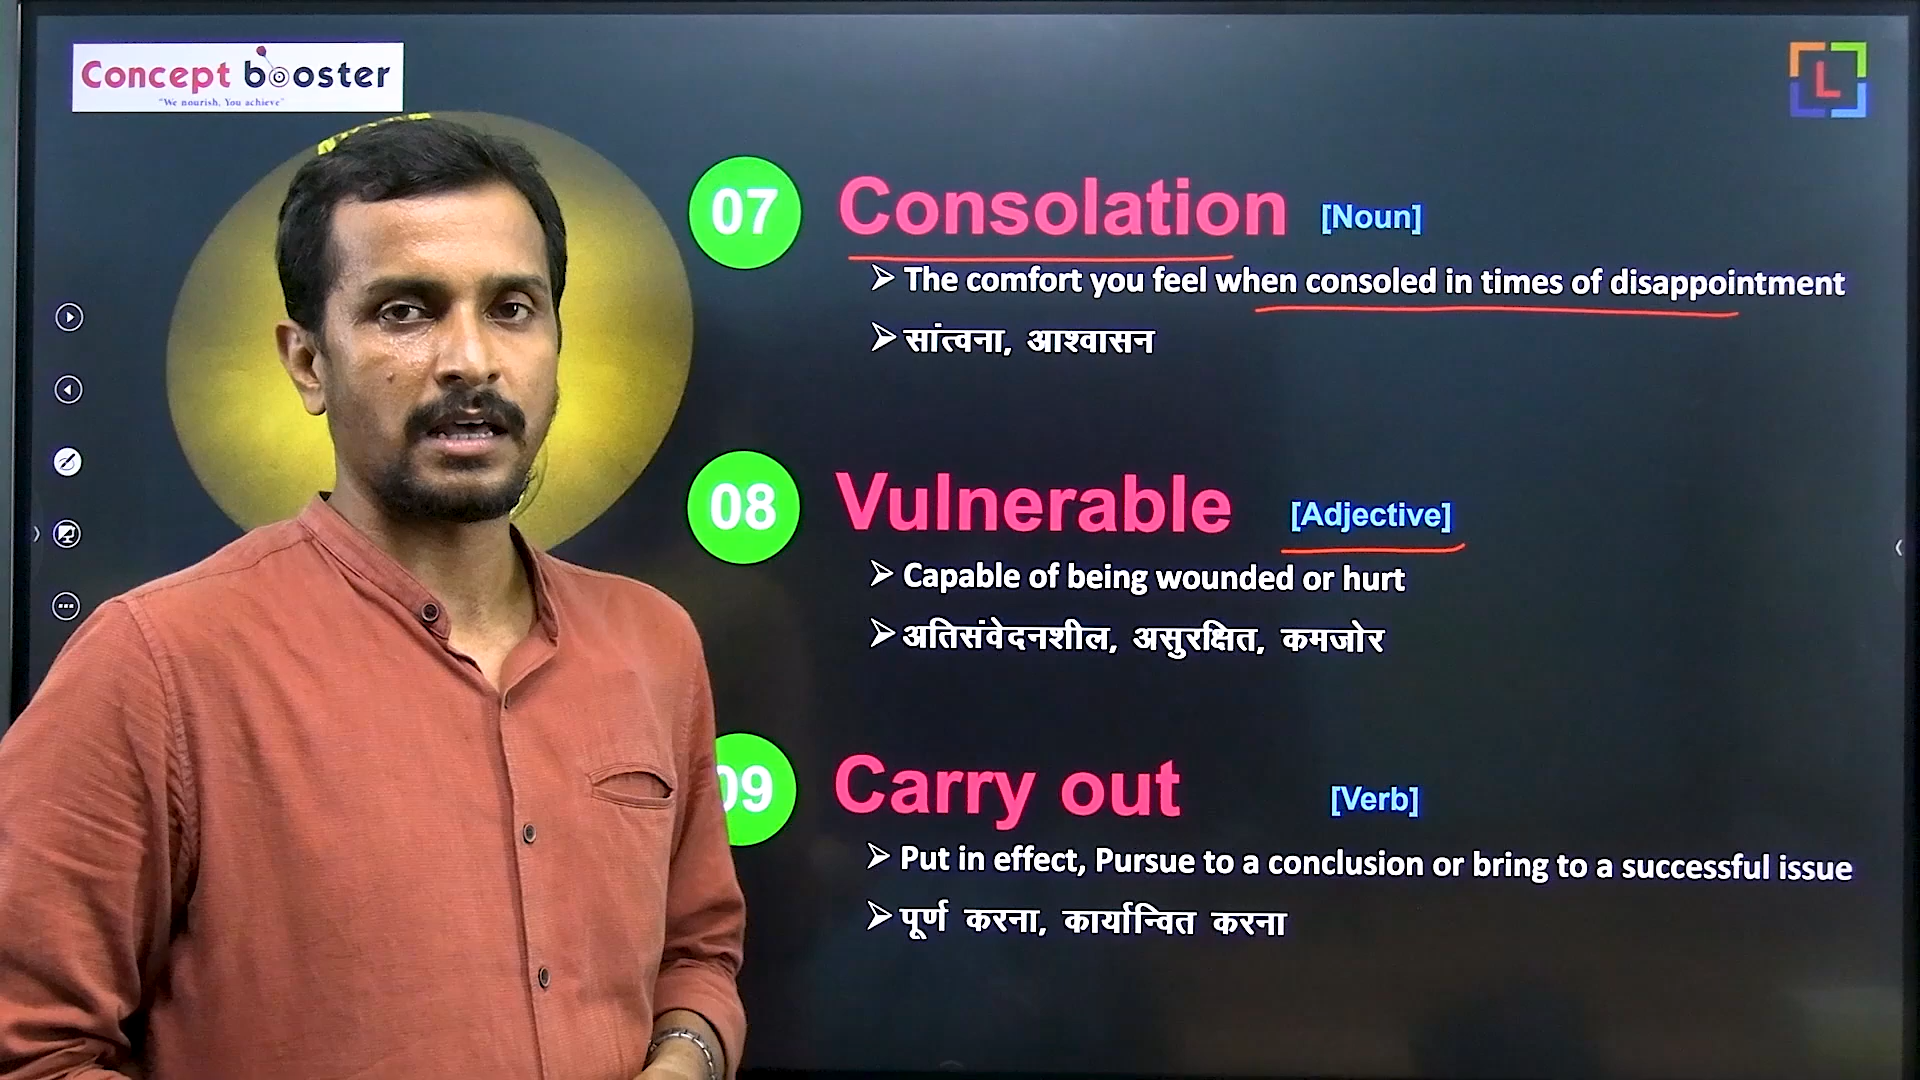 Concept booster
"We nourish, You achieve"
L
07 Consolation [Noun]
The comfort you feel when consoled in times of disappointment
सांत्वना, आश्वासन
08 Vulnerable [Adjective]
Capable of being wounded or hurt
अतिसंवेदनशील, असुरक्षित, कमजोर
09 Carry out [Verb]
Put in effect, Pursue to a conclusion or bring to a successful issue
पूर्ण करना, कार्यान्वित करना